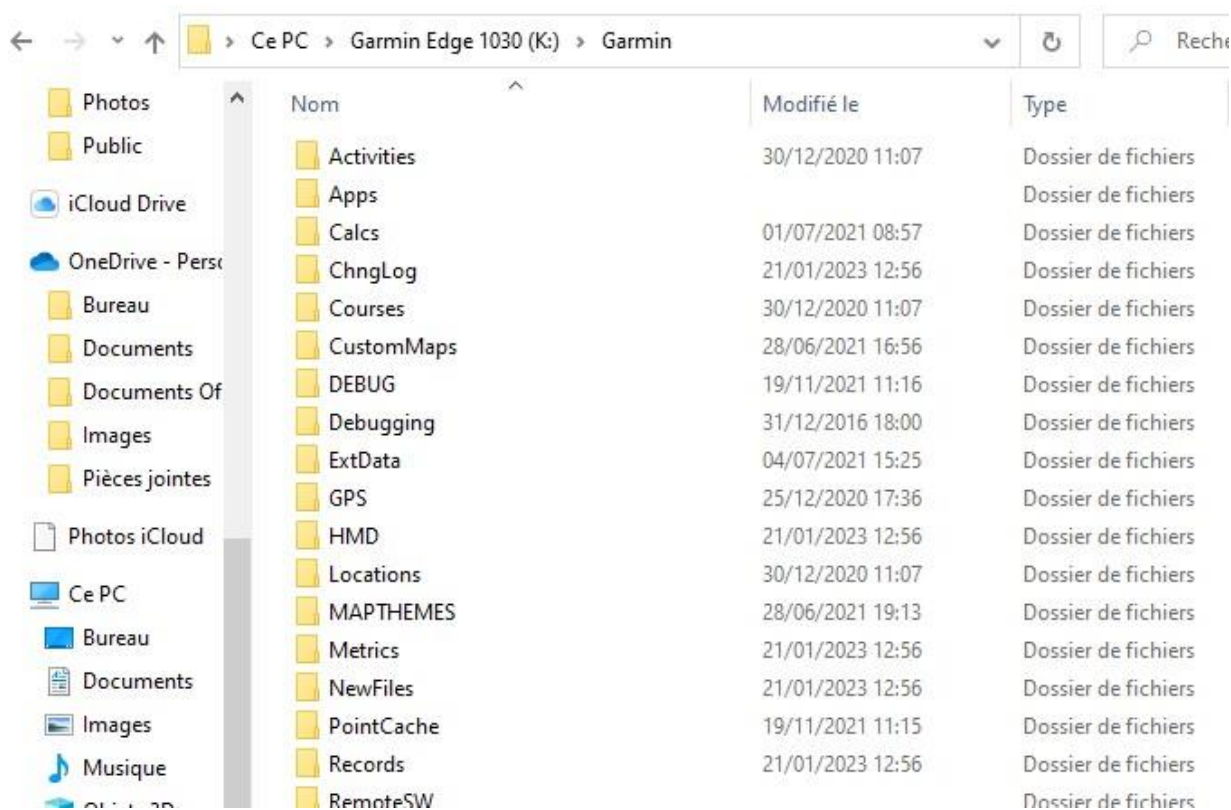 Ce PC > Garmin Edge 1030 (K:) > Garmin
Reche
Photos
Public
iCloud Drive
OneDrive - Perso
Bureau
Documents
Documents Of
Images
Pièces jointes
Photos iCloud
Ce PC
Bureau
Documents
Images
Musique
Objets 3D
Nom Modifié le Type
Activities 30/12/2020 11:07 Dossier de fichiers
Apps Dossier de fichiers
Calcs 01/07/2021 08:57 Dossier de fichiers
ChngLog 21/01/2023 12:56 Dossier de fichiers
Courses 30/12/2020 11:07 Dossier de fichiers
CustomMaps 28/06/2021 16:56 Dossier de fichiers
DEBUG 19/11/2021 11:16 Dossier de fichiers
Debugging 31/12/2016 18:00 Dossier de fichiers
ExtData 04/07/2021 15:25 Dossier de fichiers
GPS 25/12/2020 17:36 Dossier de fichiers
HMD 21/01/2023 12:56 Dossier de fichiers
Locations 30/12/2020 11:07 Dossier de fichiers
MAPTHEMES 28/06/2021 19:13 Dossier de fichiers
Metrics 21/01/2023 12:56 Dossier de fichiers
NewFiles 21/01/2023 12:56 Dossier de fichiers
PointCache 19/11/2021 11:15 Dossier de fichiers
Records 21/01/2023 12:56 Dossier de fichiers
RemoteSW Dossier de fichiers